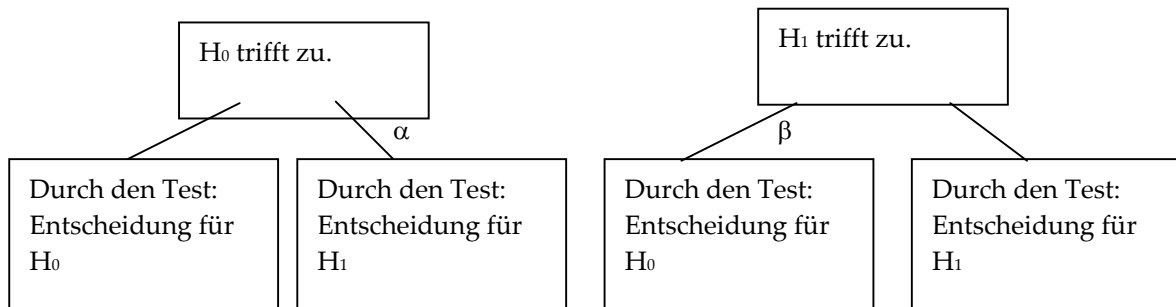 H₀ trifft zu.
H₁ trifft zu.
α
β
Durch den Test:
Entscheidung für
H₀
Durch den Test:
Entscheidung für
H₁
Durch den Test:
Entscheidung für
H₀
Durch den Test:
Entscheidung für
H₁